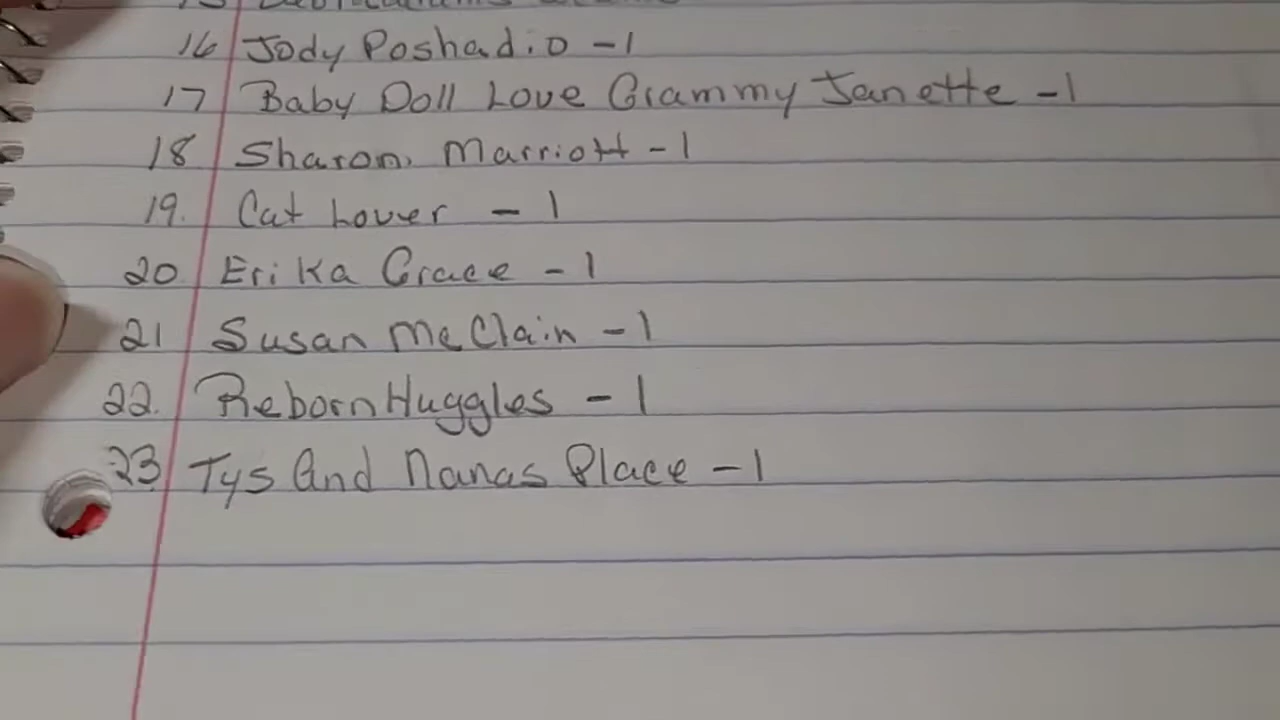 16 Jody Poshadio -1
17 Baby Doll Love Grammy Janette -1
18 Sharon Marriott -1
19. Cat Lover - 1
20 Erika Grace -1
21 Susan McClain -1
22. RebornHuggles -1
23. Tys And Nanas Place -1